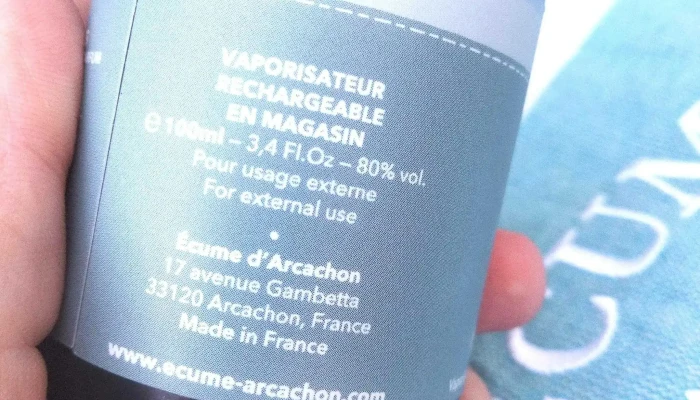 VAPORISATEUR
RECHARGEABLE
EN MAGASIN
℮100ml – 3,4 Fl.Oz – 80% vol.
Pour usage externe
For external use
•
Écume d'Arcachon
17 avenue Gambetta
33120 Arcachon, France
Made in France
www.ecume-arcachon.com
CUM